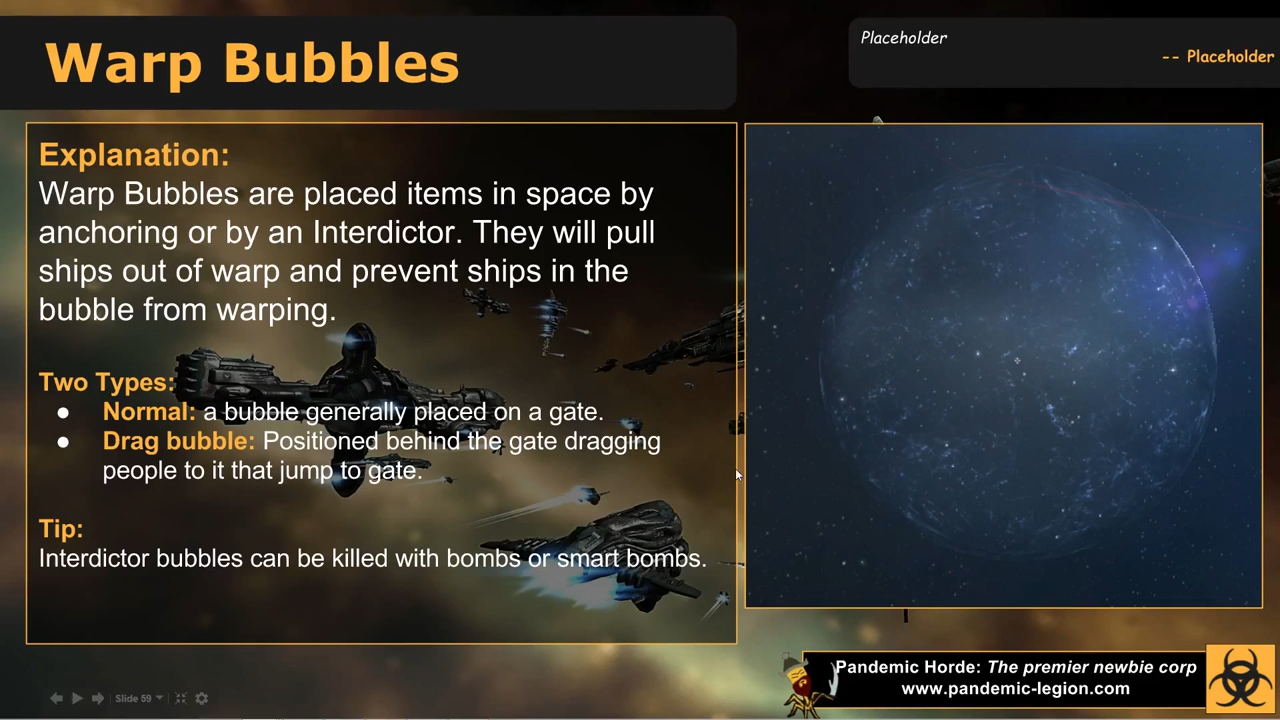 Warp Bubbles
Placeholder
-- Placeholder
Explanation:
Warp Bubbles are placed items in space by
anchoring or by an Interdictor. They will pull
ships out of warp and prevent ships in the
bubble from warping.
Two Types:
● Normal: a bubble generally placed on a gate.
● Drag bubble: Positioned behind the gate dragging
people to it that jump to gate.
Tip:
Interdictor bubbles can be killed with bombs or smart bombs.
Pandemic Horde: The premier newbie corp
www.pandemic-legion.com
Slide 59